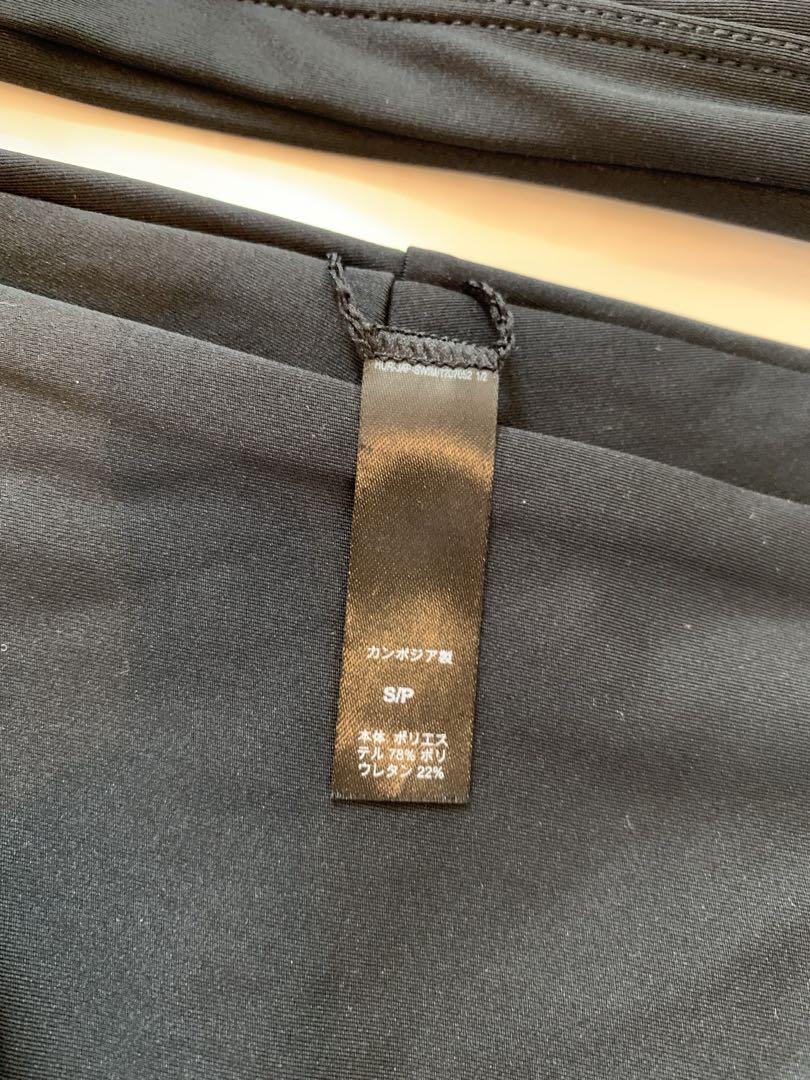 カンボジア製
S/P
本体 ポリエス
テル 78% ポリ
ウレタン 22%